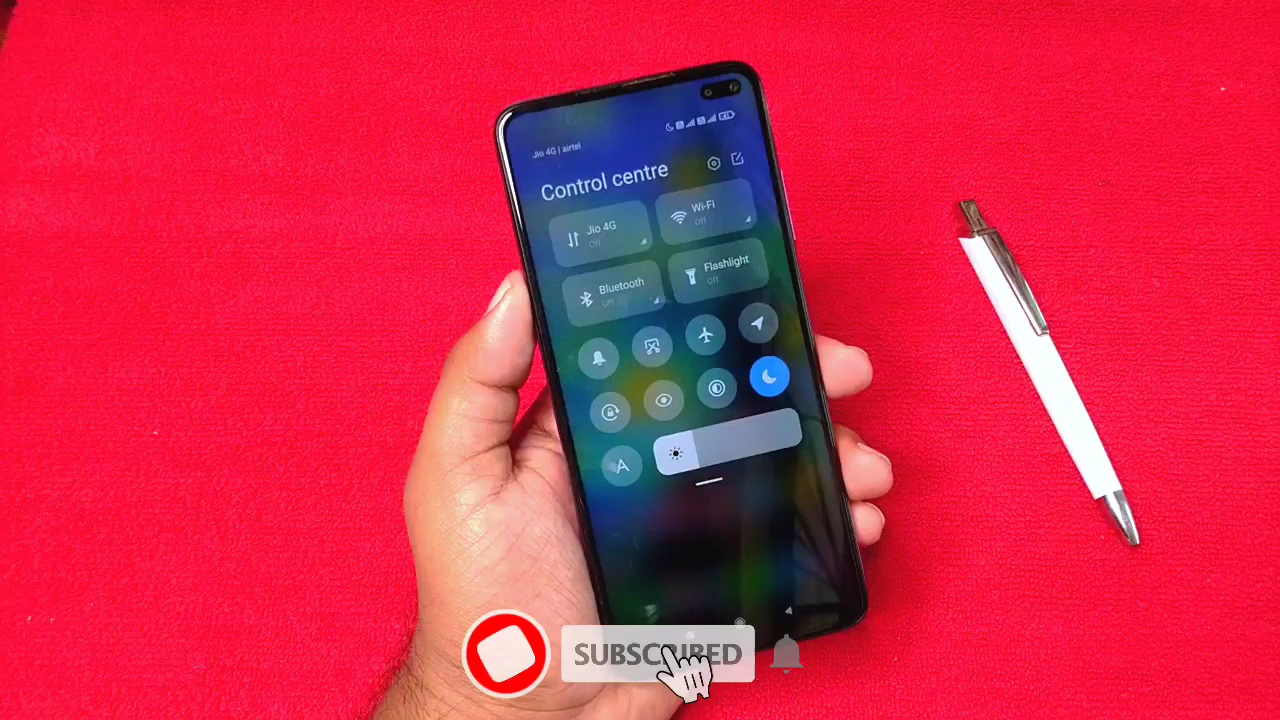 Jio 4G | airtel
Control centre
Jio 4G
Off
Wi-Fi
Off
Bluetooth
Off
Flashlight
Off
A
SUBSCRIBED